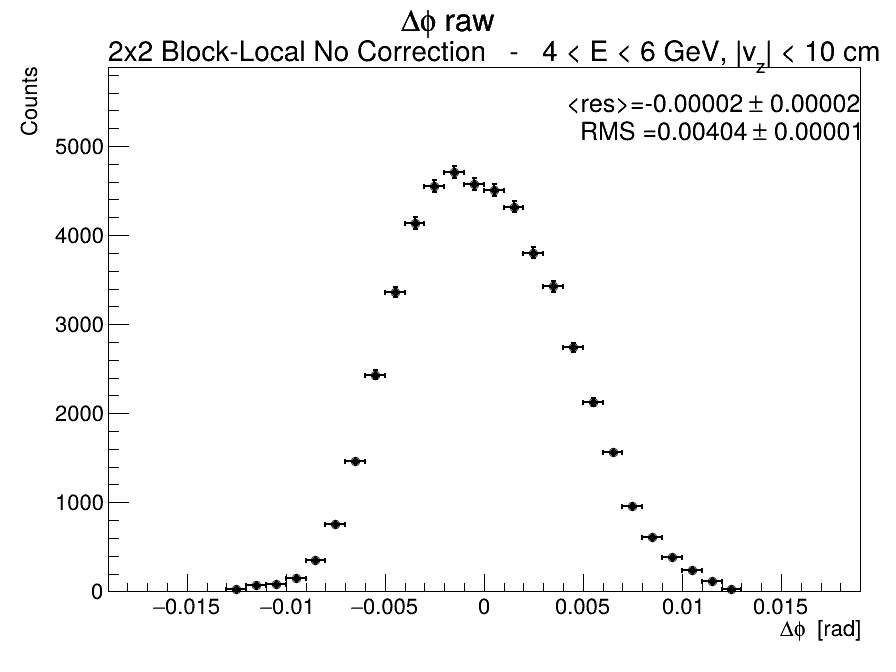 Δϕ raw
2x2 Block-Local No Correction - 4 < E < 6 GeV, |v_z| < 10 cm
<res>=-0.00002 ± 0.00002
RMS =0.00404 ± 0.00001
Counts
5000
4000
3000
2000
1000
0
−0.015 −0.01 −0.005 0 0.005 0.01 0.015
Δϕ [rad]